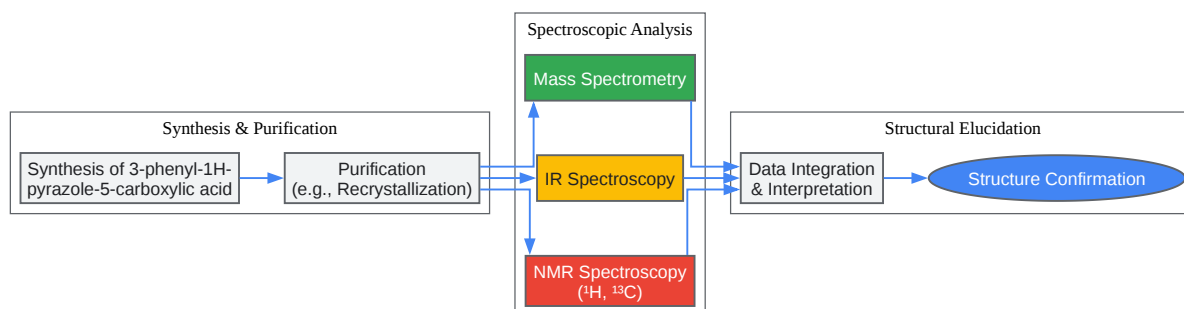 Synthesis & Purification
Synthesis of 3-phenyl-1H-
pyrazole-5-carboxylic acid
Purification
(e.g., Recrystallization)
Spectroscopic Analysis
Mass Spectrometry
IR Spectroscopy
NMR Spectroscopy
(¹H, ¹³C)
Structural Elucidation
Data Integration
& Interpretation
Structure Confirmation